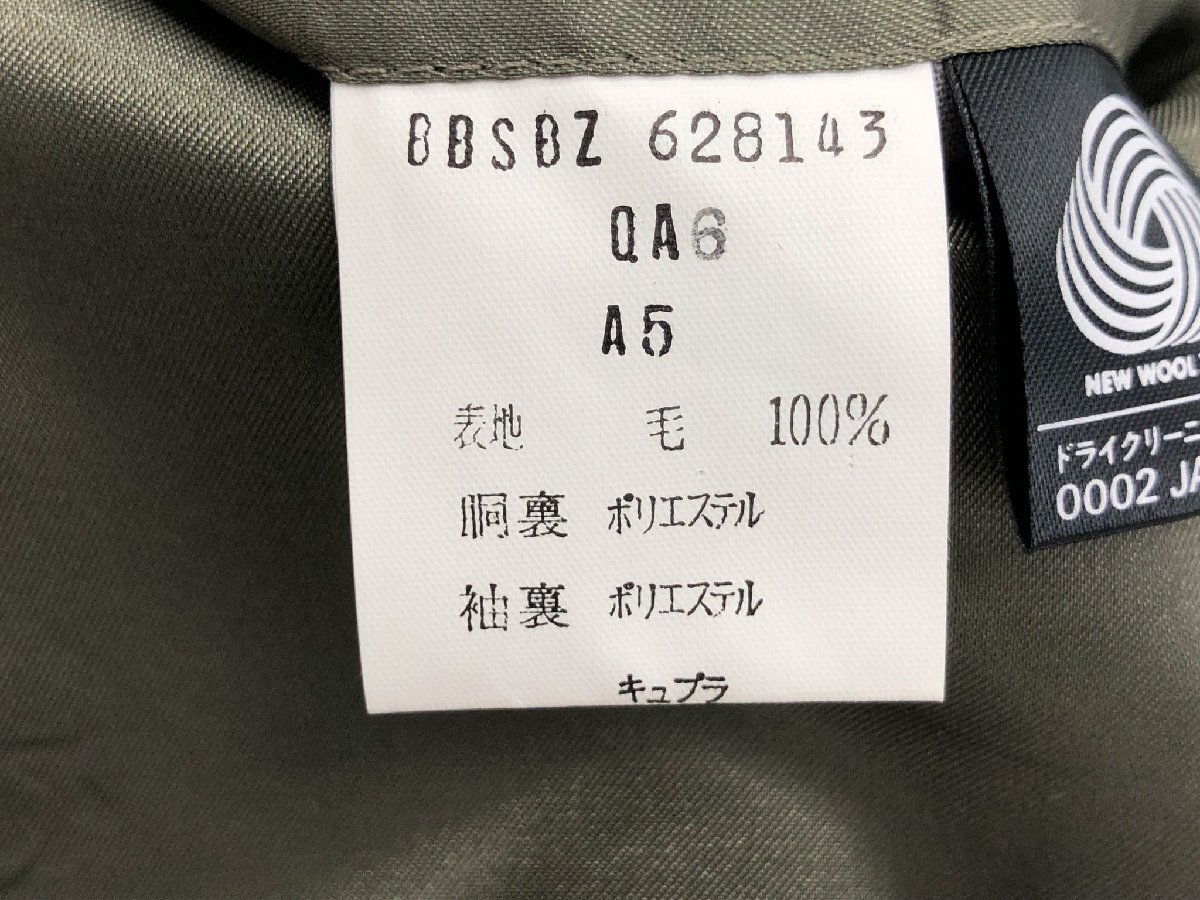 BBSBZ 628143
QA6
A5
表地 毛 100%
胴裏 ポリエステル
袖裏 ポリエステル
キュプラ
NEW WOOL
ドライクリーニ
0002 JA